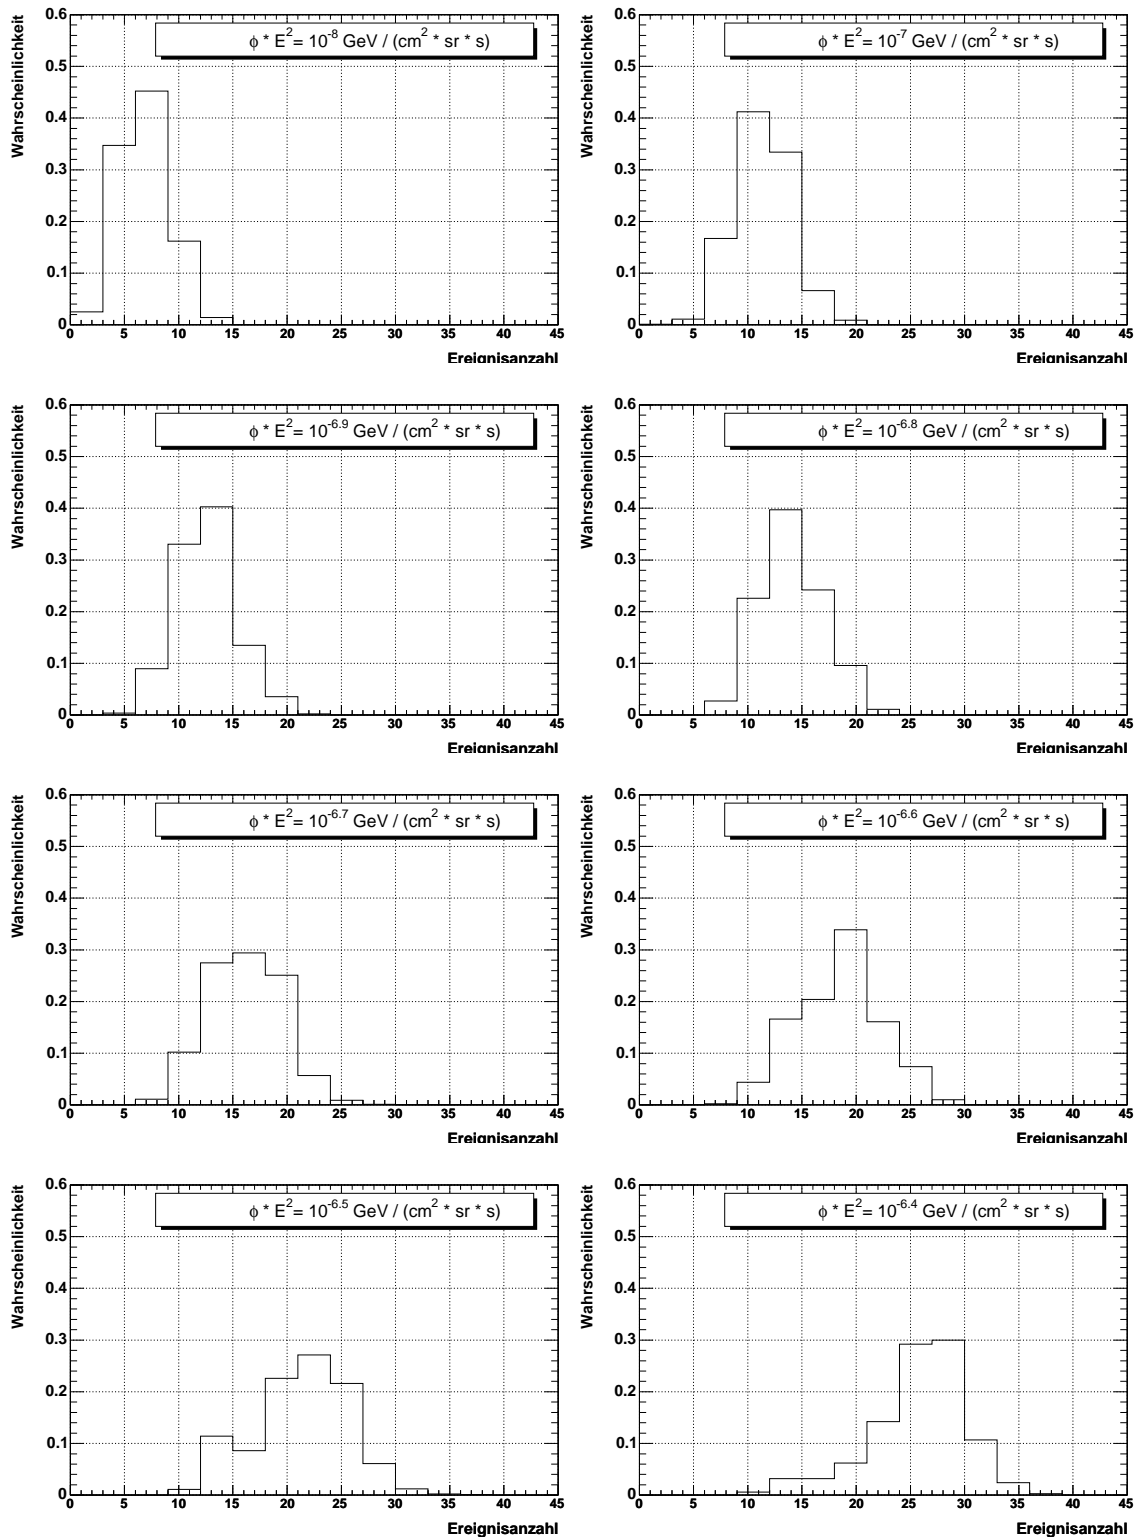 Wahrscheinlichkeit
0.6
0.5
0.4
0.3
0.2
0.1
0
ϕ * E²= 10⁻⁸ GeV / (cm² * sr * s)
0 5 10 15 20 25 30 35 40 45
Ereignisanzahl
Wahrscheinlichkeit
0.6
0.5
0.4
0.3
0.2
0.1
0
ϕ * E²= 10⁻⁷ GeV / (cm² * sr * s)
0 5 10 15 20 25 30 35 40 45
Ereignisanzahl
Wahrscheinlichkeit
0.6
0.5
0.4
0.3
0.2
0.1
0
ϕ * E²= 10^-6.9 GeV / (cm² * sr * s)
0 5 10 15 20 25 30 35 40 45
Ereignisanzahl
Wahrscheinlichkeit
0.6
0.5
0.4
0.3
0.2
0.1
0
ϕ * E²= 10^-6.8 GeV / (cm² * sr * s)
0 5 10 15 20 25 30 35 40 45
Ereignisanzahl
Wahrscheinlichkeit
0.6
0.5
0.4
0.3
0.2
0.1
0
ϕ * E²= 10^-6.7 GeV / (cm² * sr * s)
0 5 10 15 20 25 30 35 40 45
Ereignisanzahl
Wahrscheinlichkeit
0.6
0.5
0.4
0.3
0.2
0.1
0
ϕ * E²= 10^-6.6 GeV / (cm² * sr * s)
0 5 10 15 20 25 30 35 40 45
Ereignisanzahl
Wahrscheinlichkeit
0.6
0.5
0.4
0.3
0.2
0.1
0
ϕ * E²= 10^-6.5 GeV / (cm² * sr * s)
0 5 10 15 20 25 30 35 40 45
Ereignisanzahl
Wahrscheinlichkeit
0.6
0.5
0.4
0.3
0.2
0.1
0
ϕ * E²= 10^-6.4 GeV / (cm² * sr * s)
0 5 10 15 20 25 30 35 40 45
Ereignisanzahl